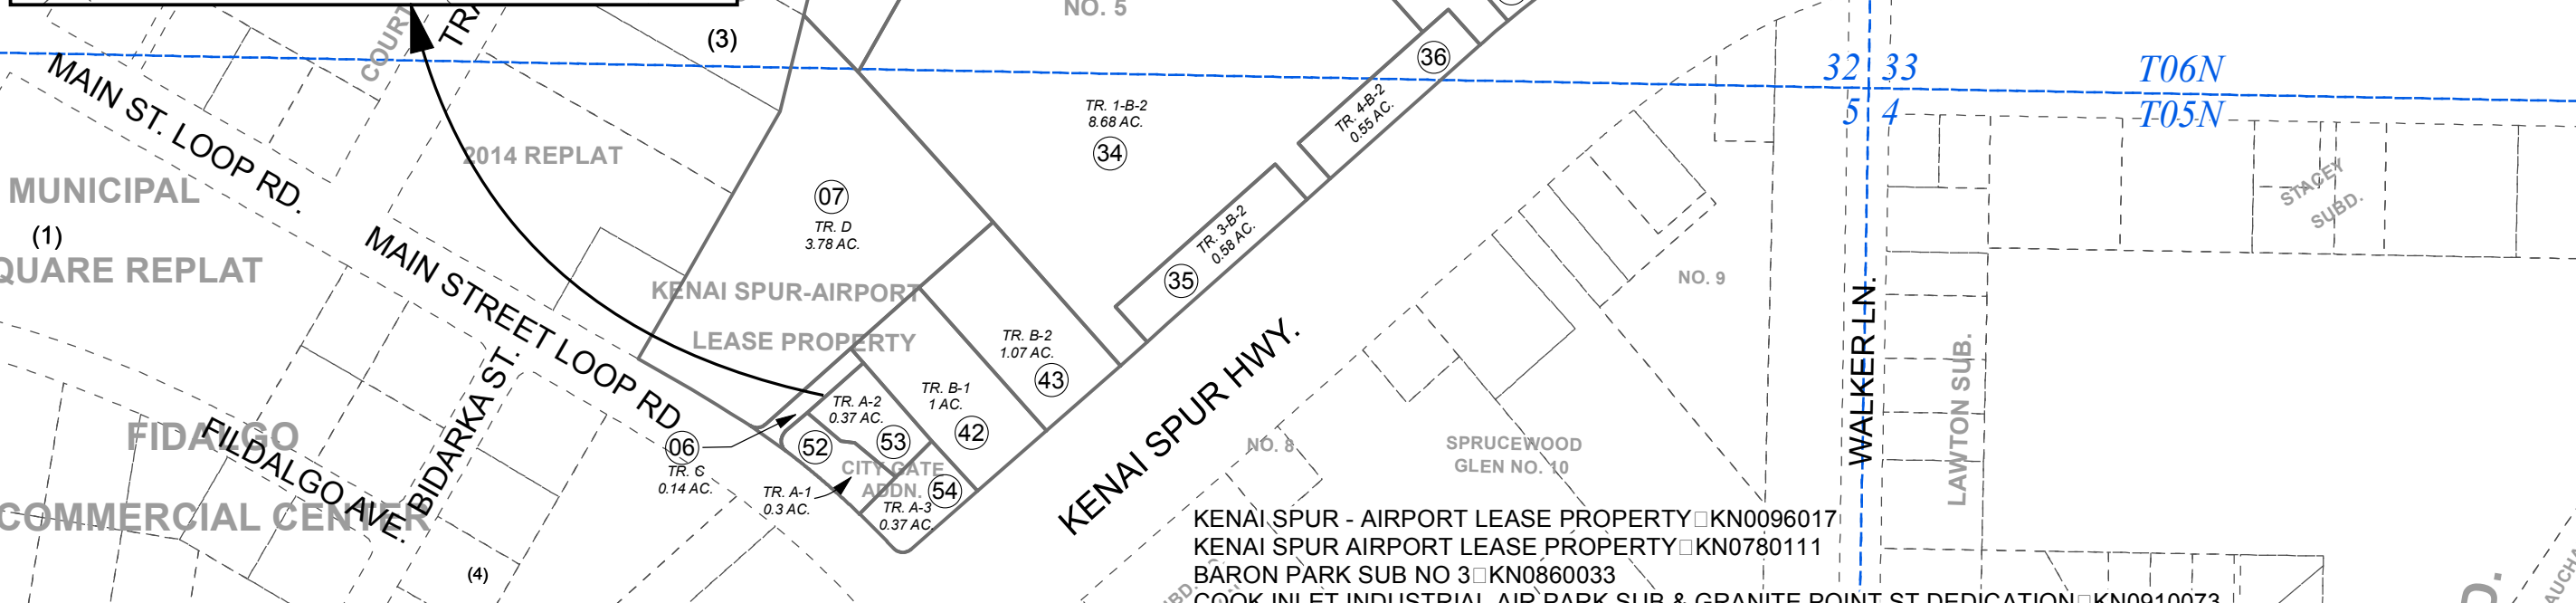 NO. 5
(3)
COURT
36
32 33
T06N
5 4
T05N
MAIN ST. LOOP RD.
TR. 1-B-2
8.68 AC.
34
TR. 4-B-2
0.55 AC.
2014 REPLAT
MUNICIPAL
(1)
QUARE REPLAT
07
TR. D
3.78 AC.
STACEY
SUBD.
TR. 3-B-2
0.58 AC.
35
NO. 9
MAIN STREET LOOP RD
KENAI SPUR-AIRPORT
LEASE PROPERTY
TR. B-2
1.07 AC.
43
KENAI SPUR HWY.
WALKER LN.
LAWTON SUB.
BIDARKA ST.
TR. B-1
1 AC.
42
TR. A-2
0.37 AC.
53
52
06
TR. C
0.14 AC.
FIDALGO
FILDALGO AVE.
COMMERCIAL CENTER
CITY GATE
ADDN.
54
TR. A-1
0.3 AC.
TR. A-3
0.37 AC.
NO. 8
SPRUCEWOOD
GLEN NO. 10
(4)
KENAI SPUR - AIRPORT LEASE PROPERTY□KN0096017
KENAI SPUR AIRPORT LEASE PROPERTY□KN0780111
BARON PARK SUB NO 3□KN0860033
COOK INLET INDUSTRIAL AIR PARK SUB & GRANITE POINT ST DEDICATION□KN0910073